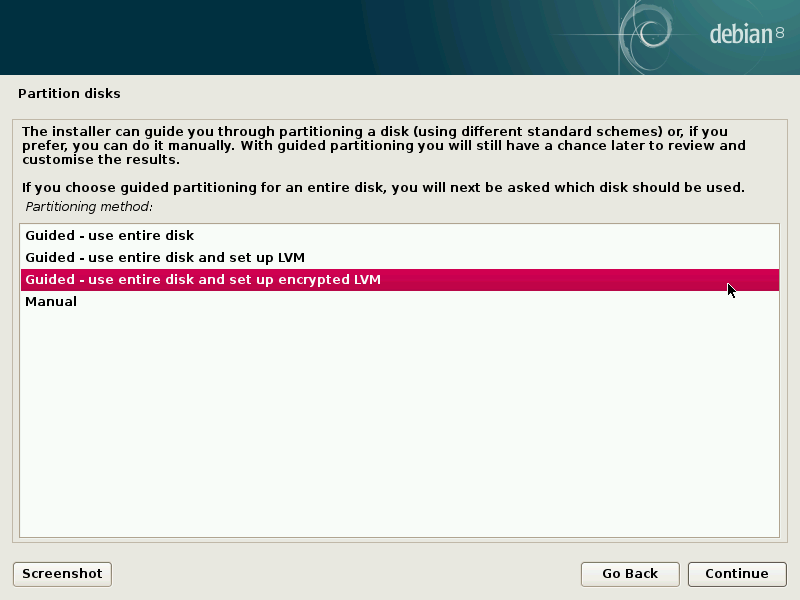 debian 8
Partition disks
The installer can guide you through partitioning a disk (using different standard schemes) or, if you
prefer, you can do it manually. With guided partitioning you will still have a chance later to review and
customise the results.
If you choose guided partitioning for an entire disk, you will next be asked which disk should be used.
Partitioning method:
Guided - use entire disk
Guided - use entire disk and set up LVM
Guided - use entire disk and set up encrypted LVM
Manual
Screenshot
Go Back
Continue